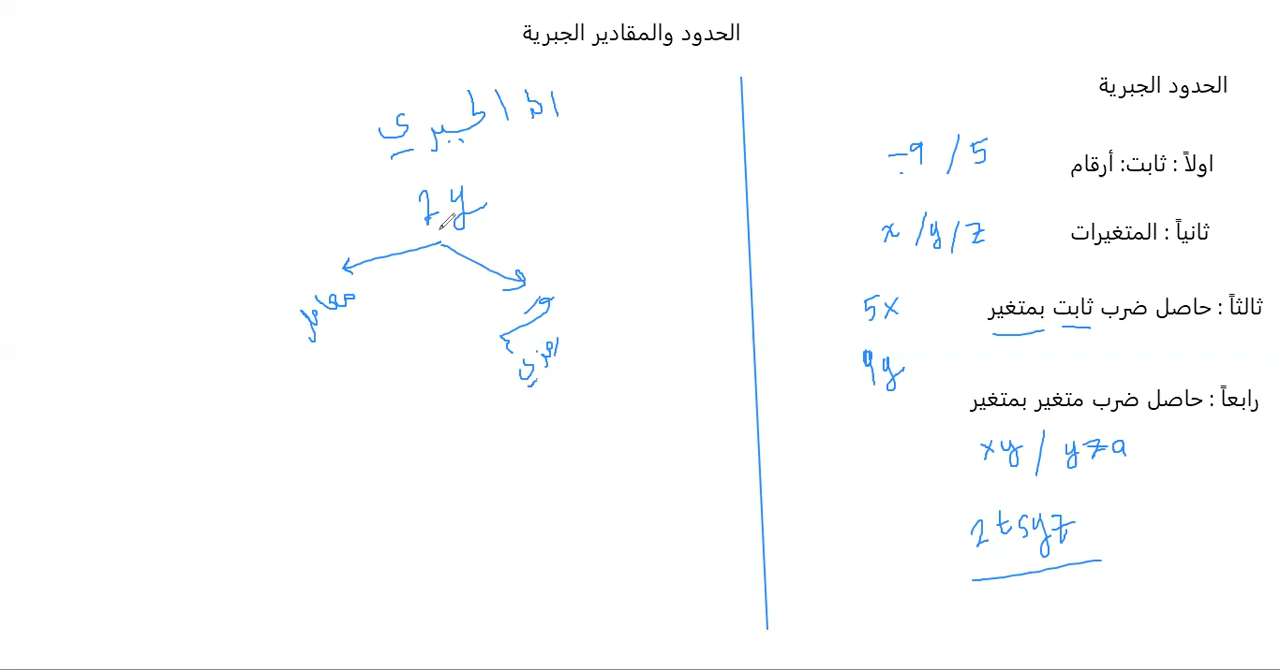 الحدود والمقادير الجبرية
الحدود الجبرية
اولاً : ثابت: أرقام
-9 / 5
ثانياً : المتغيرات
x / y / z
ثالثاً : حاصل ضرب ثابت بمتغير
5x
9y
رابعاً : حاصل ضرب متغير بمتغير
xy / yza
2tsyz
الجبري
7y
معامل